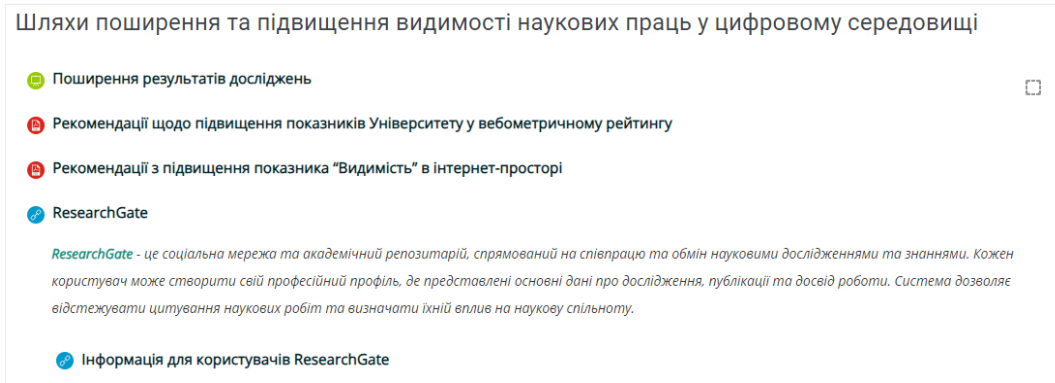 Шляхи поширення та підвищення видимості наукових праць у цифровому середовищі
Поширення результатів досліджень
Рекомендації щодо підвищення показників Університету у вебометричному рейтингу
Рекомендації з підвищення показника “Видимість” в інтернет-просторі
ResearchGate
ResearchGate - це соціальна мережа та академічний репозитарій, спрямований на співпрацю та обмін науковими дослідженнями та знаннями. Кожен
користувач може створити свій професійний профіль, де представлені основні дані про дослідження, публікації та досвід роботи. Система дозволяє
відстежувати цитування наукових робіт та визначати їхній вплив на наукову спільноту.
Інформація для користувачів ResearchGate